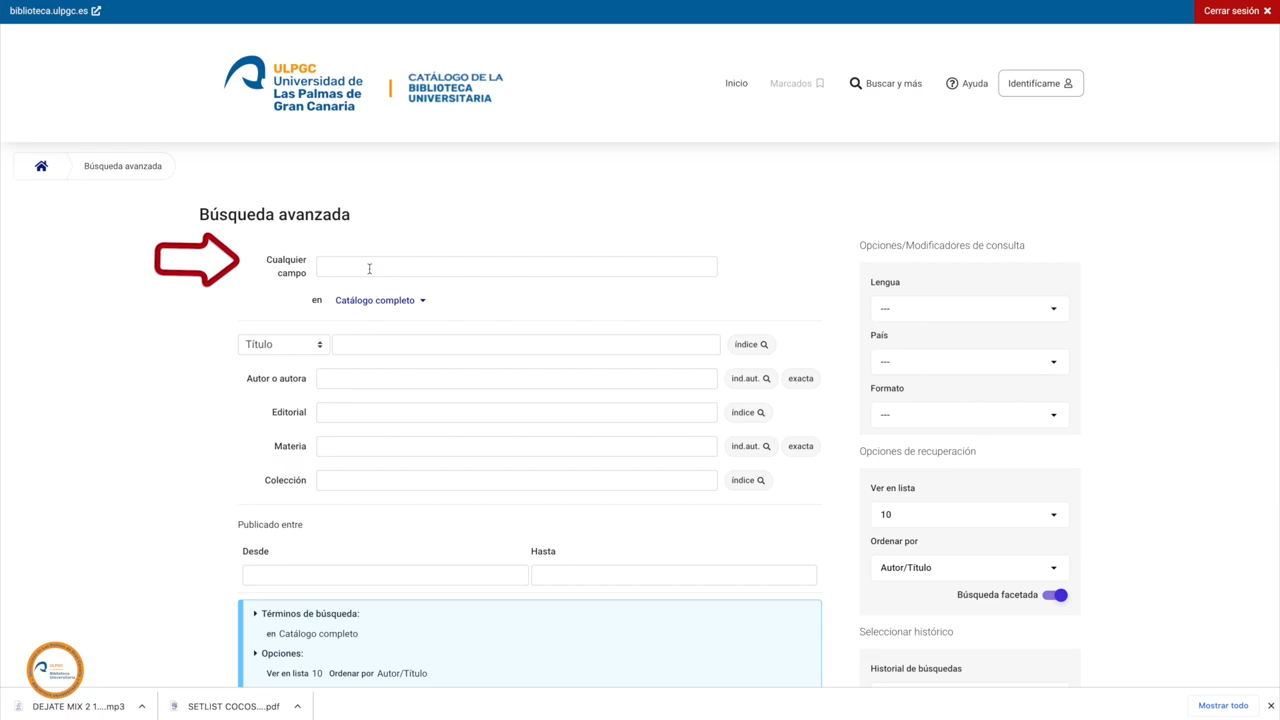 biblioteca.ulpgc.es
Cerrar sesión
ULPGC
Universidad de
Las Palmas de
Gran Canaria
CATÁLOGO DE LA
BIBLIOTECA
UNIVERSITARIA
Inicio
Marcados
Buscar y más
Ayuda
Identifícame
Búsqueda avanzada
Búsqueda avanzada
Cualquier
campo
en Catálogo completo
Título
índice
Autor o autora
ind.aut.
exacta
Editorial
índice
Materia
ind.aut.
exacta
Colección
índice
Publicado entre
Desde
Hasta
Términos de búsqueda:
en Catálogo completo
Opciones:
Ver en lista 10 Ordenar por Autor/Título
Opciones/Modificadores de consulta
Lengua
---
País
---
Formato
---
Opciones de recuperación
Ver en lista
10
Ordenar por
Autor/Título
Búsqueda facetada
Seleccionar histórico
Historial de búsquedas
ULPGC
Biblioteca
Universitaria
DEJATE MIX 2 1....mp3
SETLIST COCOS....pdf
Mostrar todo